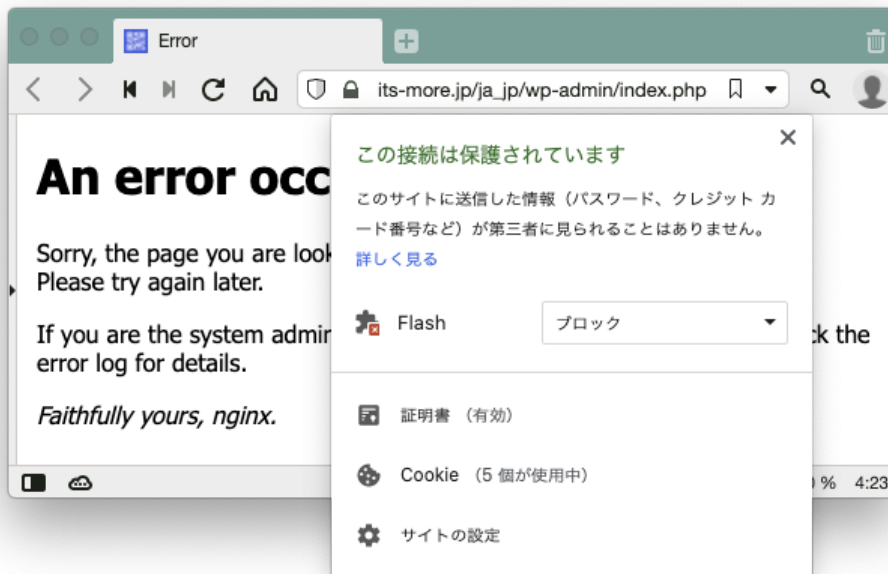 Error
its-more.jp/ja_jp/wp-admin/index.php
An error occ
Sorry, the page you are look
Please try again later.
If you are the system admin
ck the
error log for details.
Faithfully yours, nginx.
この接続は保護されています
このサイトに送信した情報（パスワード、クレジット カ
ード番号など）が第三者に見られることはありません。
詳しく見る
Flash
ブロック
証明書 （有効）
Cookie （5 個が使用中）
サイトの設定
%
4:23